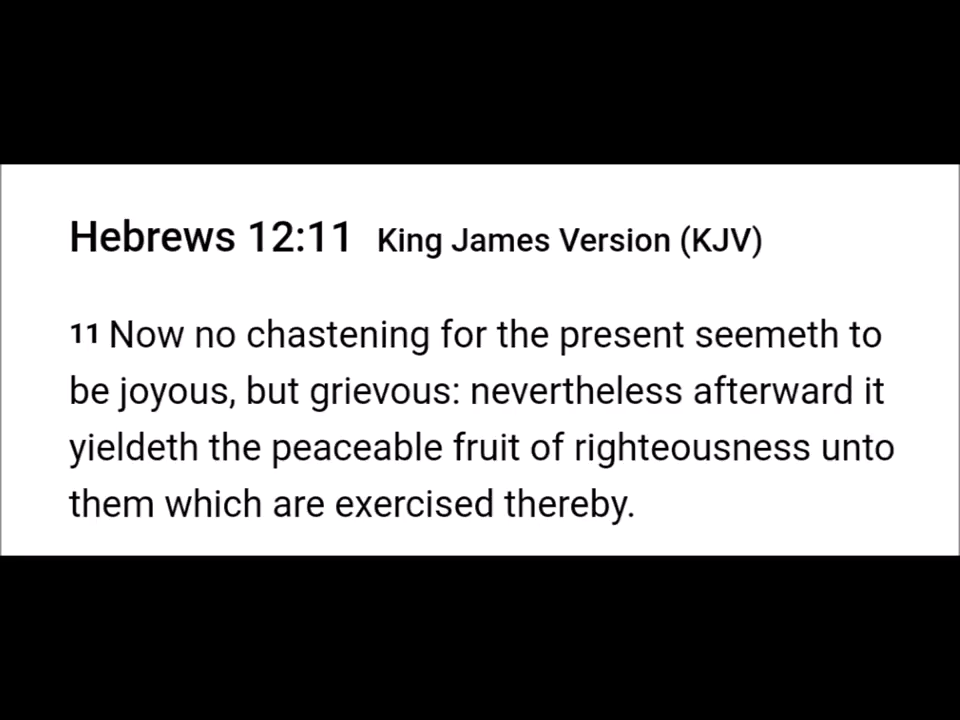 Hebrews 12:11 King James Version (KJV)
11 Now no chastening for the present seemeth to
be joyous, but grievous: nevertheless afterward it
yieldeth the peaceable fruit of righteousness unto
them which are exercised thereby.